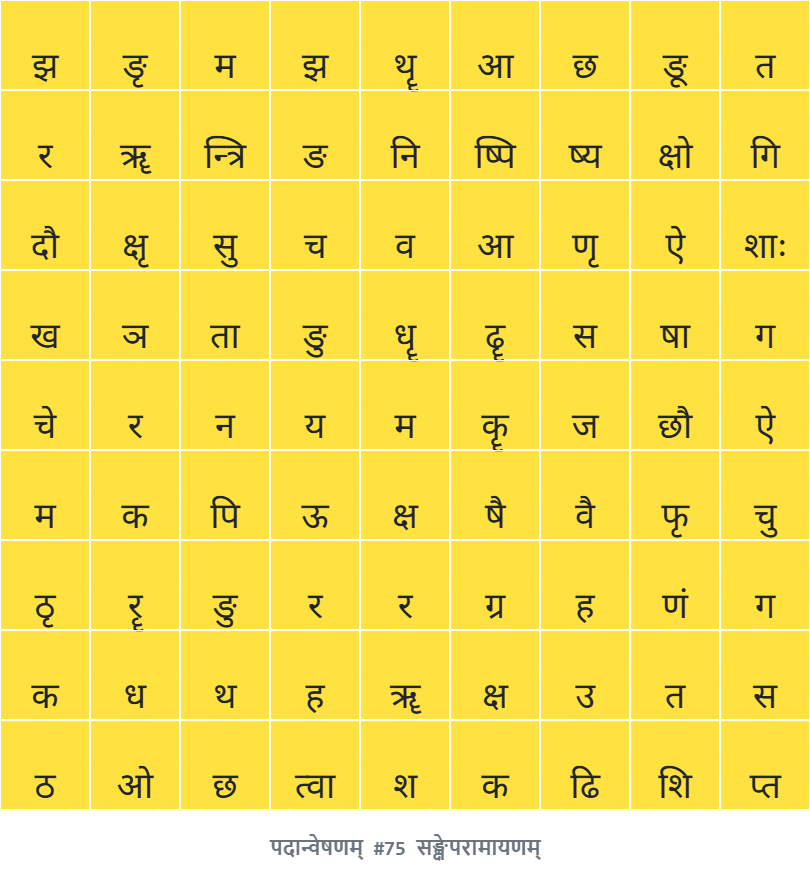 झ ङृ म झ थॄ आ छ ङू त
र ॠ न्त्रि ङ नि ष्पि ष्य क्षो गि
दौ क्षृ सु च व आ णृ ऐ शाः
ख ञ ता ङु धॄ ढॄ स षा ग
चे र न य म कॄ ज छौ ऐ
म क पि ऊ क्ष षै वै फृ चु
ठृ रॄ ङु र र ग्र ह णं ग
क ध थ ह ॠ क्ष उ त स
ठ ओ छ त्वा श क ढि शि प्त
पदान्वेषणम् #75 सङ्क्षेपरामायणम्